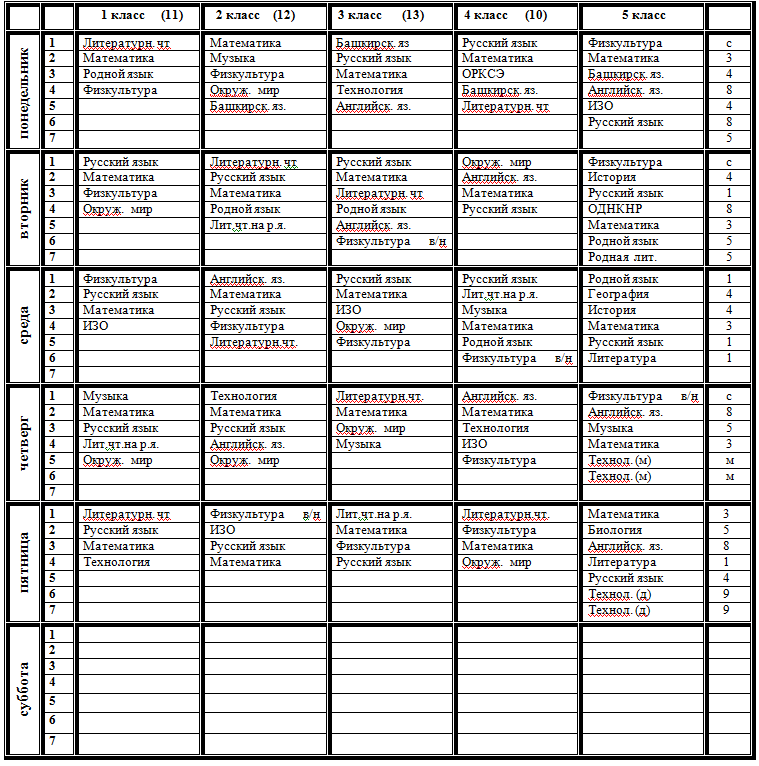 1 класс (11) 2 класс (12) 3 класс (13) 4 класс (10) 5 класс
понедельник
1 Литературн.чт Математика Башкирск.яз Русский язык Физкультура с
2 Математика Музыка Русский язык Математика Математика 3
3 Родной язык Физкультура Математика ОРКСЭ Башкирск.яз. 4
4 Физкультура Окруж. мир Технология Башкирск.яз. Английск.яз. 8
5 Башкирск.яз. Английск.яз. Литературн.чт ИЗО 4
6 Русский язык 8
7 5
вторник
1 Русский язык Литературн.чт Русский язык Окруж. мир Физкультура с
2 Математика Русский язык Математика Английск.яз. История 4
3 Физкультура Математика Литературн.чт Математика Русский язык 1
4 Окруж. мир Родной язык Родной язык Русский язык ОДНКНР 8
5 Лит.чт.на р.я. Английск.яз. Математика 3
6 Физкультура в/н Родной язык 5
7 Родная лит. 5
среда
1 Физкультура Английск.яз. Русский язык Русский язык Родной язык 1
2 Русский язык Математика Математика Лит.чт.на р.я. География 4
3 Математика Русский язык ИЗО Музыка История 4
4 ИЗО Физкультура Окруж. мир Математика Математика 3
5 Литературн.чт. Физкультура Родной язык Русский язык 1
6 Физкультура в/н Литература 1
7
четверг
1 Музыка Технология Литературн.чт. Английск.яз. Физкультура в/н с
2 Математика Математика Математика Математика Английск.яз. 8
3 Русский язык Русский язык Окруж. мир Технология Музыка 5
4 Лит.чт.на р.я. Английск.яз. Музыка ИЗО Математика 3
5 Окруж. мир Окруж. мир Физкультура Технол.(м) м
6 Технол.(м) м
7
пятница
1 Литературн.чт Физкультура в/н Лит.чт.на р.я. Литературн.чт. Математика 3
2 Русский язык ИЗО Математика Физкультура Биология 5
3 Математика Русский язык Физкультура Математика Английск.яз. 8
4 Технология Математика Русский язык Окруж. мир Литература 1
5 Русский язык 4
6 Технол.(д) 9
7 Технол.(д) 9
суббота
1
2
3
4
5
6
7